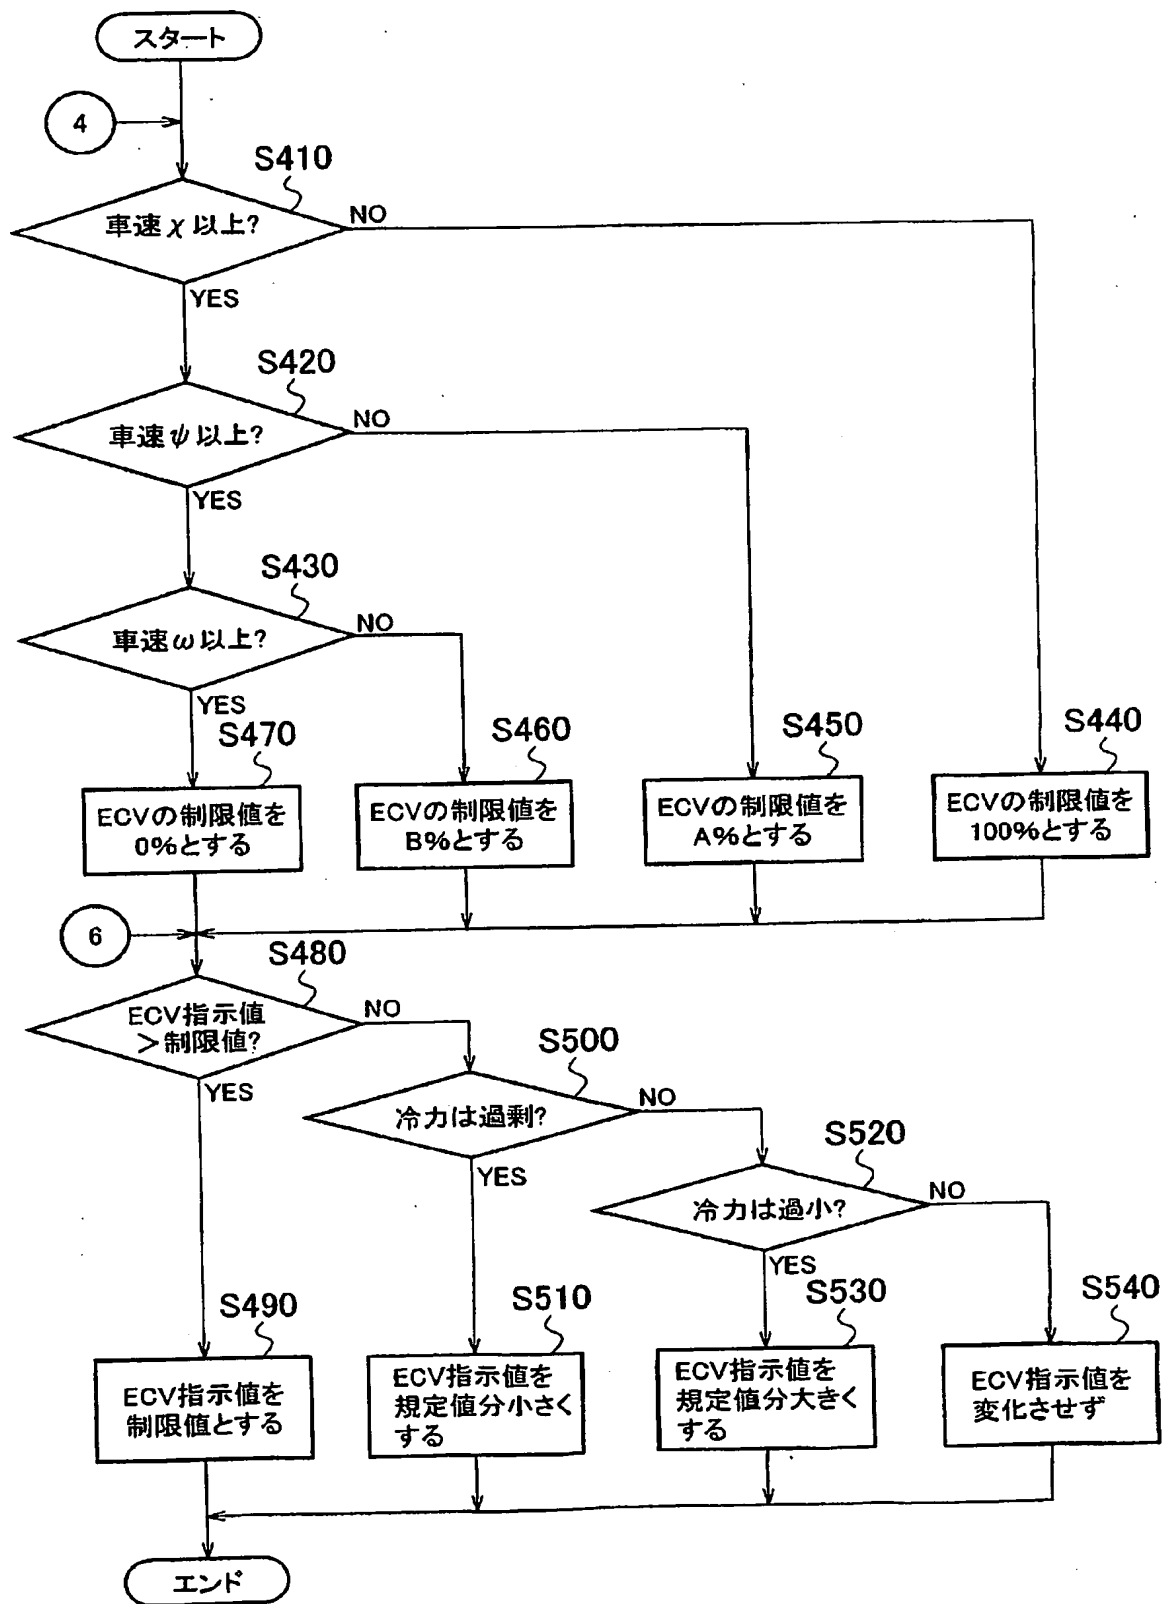 スタート
4
S410
車速χ以上?
NO
YES
S420
車速ψ以上?
NO
YES
S430
車速ω以上?
NO
YES
S470
S460
S450
S440
ECVの制限値を
0%とする
ECVの制限値を
B%とする
ECVの制限値を
A%とする
ECVの制限値を
100%とする
6
S480
ECV指示値
>制限値?
NO
YES
S500
冷力は過剰?
NO
YES
S520
冷力は過小?
NO
YES
S490
S510
S530
S540
ECV指示値を
制限値とする
ECV指示値を
規定値分小さく
する
ECV指示値を
規定値分大きく
する
ECV指示値を
変化させず
エンド